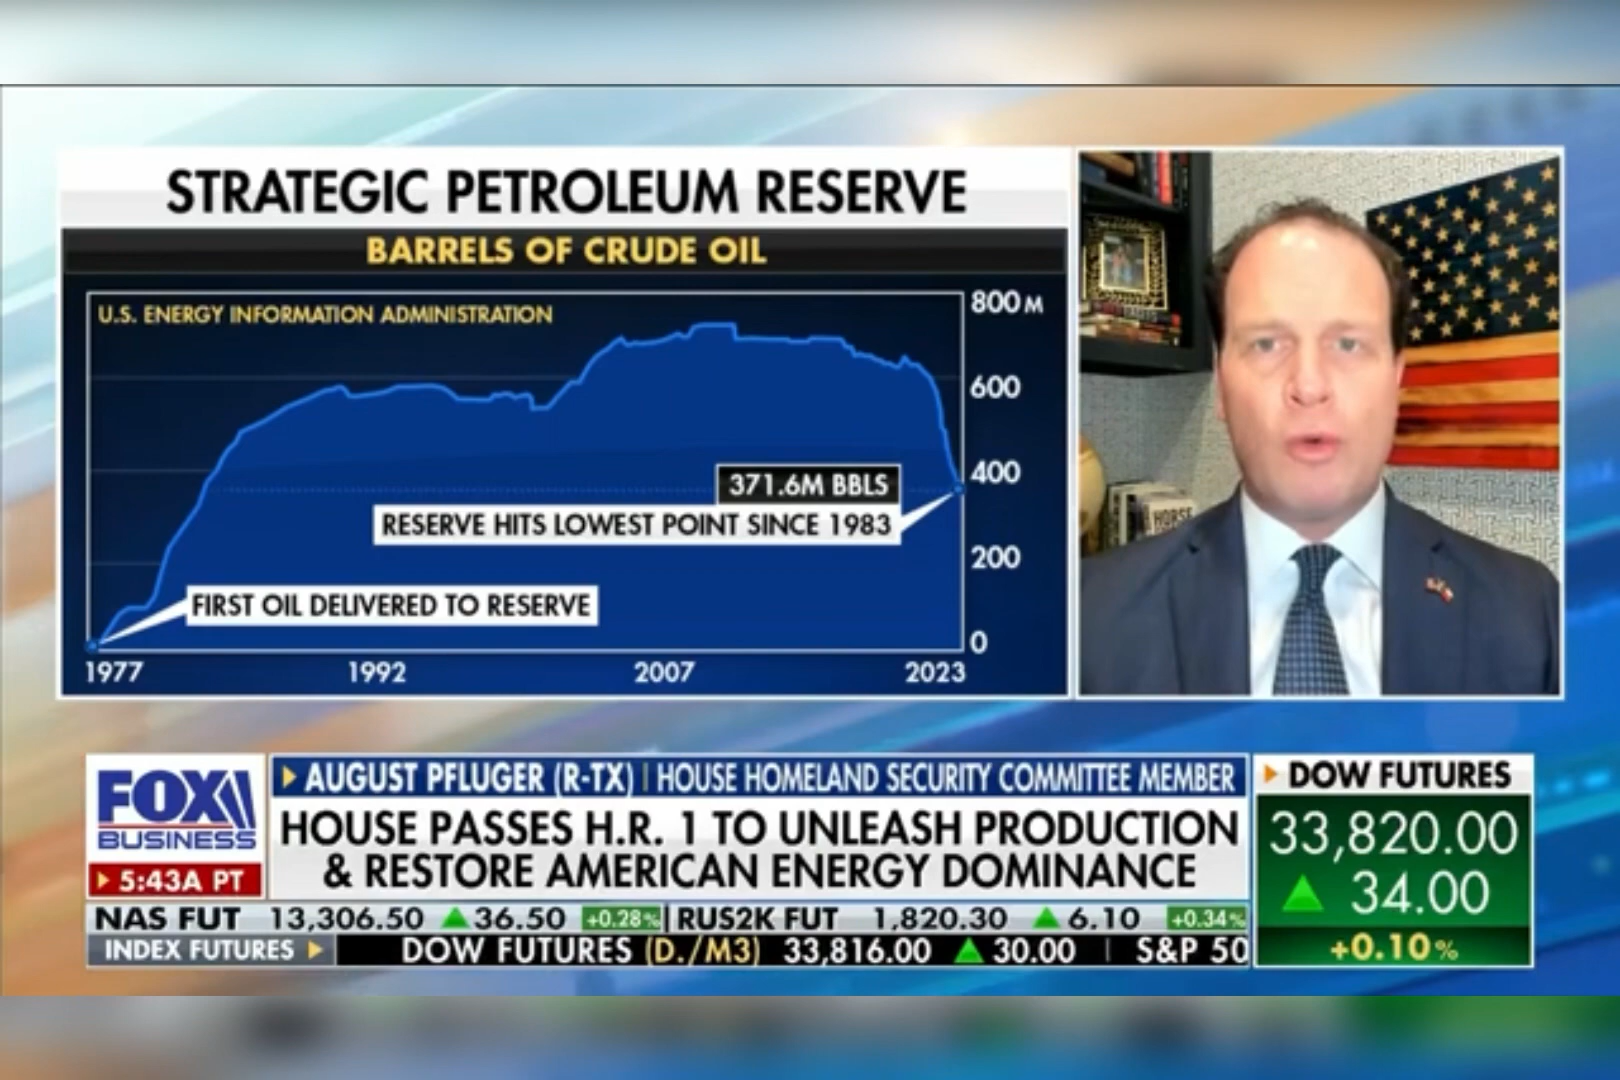 STRATEGIC PETROLEUM RESERVE
BARRELS OF CRUDE OIL
U.S. ENERGY INFORMATION ADMINISTRATION
800M
600
400
200
0
371.6M BBLS
RESERVE HITS LOWEST POINT SINCE 1983
FIRST OIL DELIVERED TO RESERVE
1977 1992 2007 2023
HORSE
FOX
BUSINESS
5:43A PT
AUGUST PFLUGER (R-TX) | HOUSE HOMELAND SECURITY COMMITTEE MEMBER
HOUSE PASSES H.R. 1 TO UNLEASH PRODUCTION
& RESTORE AMERICAN ENERGY DOMINANCE
DOW FUTURES
33,820.00
34.00
+0.10%
NAS FUT 13,306.50 36.50 +0.28% RUS2K FUT 1,820.30 6.10 +0.34%
INDEX FUTURES DOW FUTURES (D./M3) 33,816.00 30.00 | S&P 50